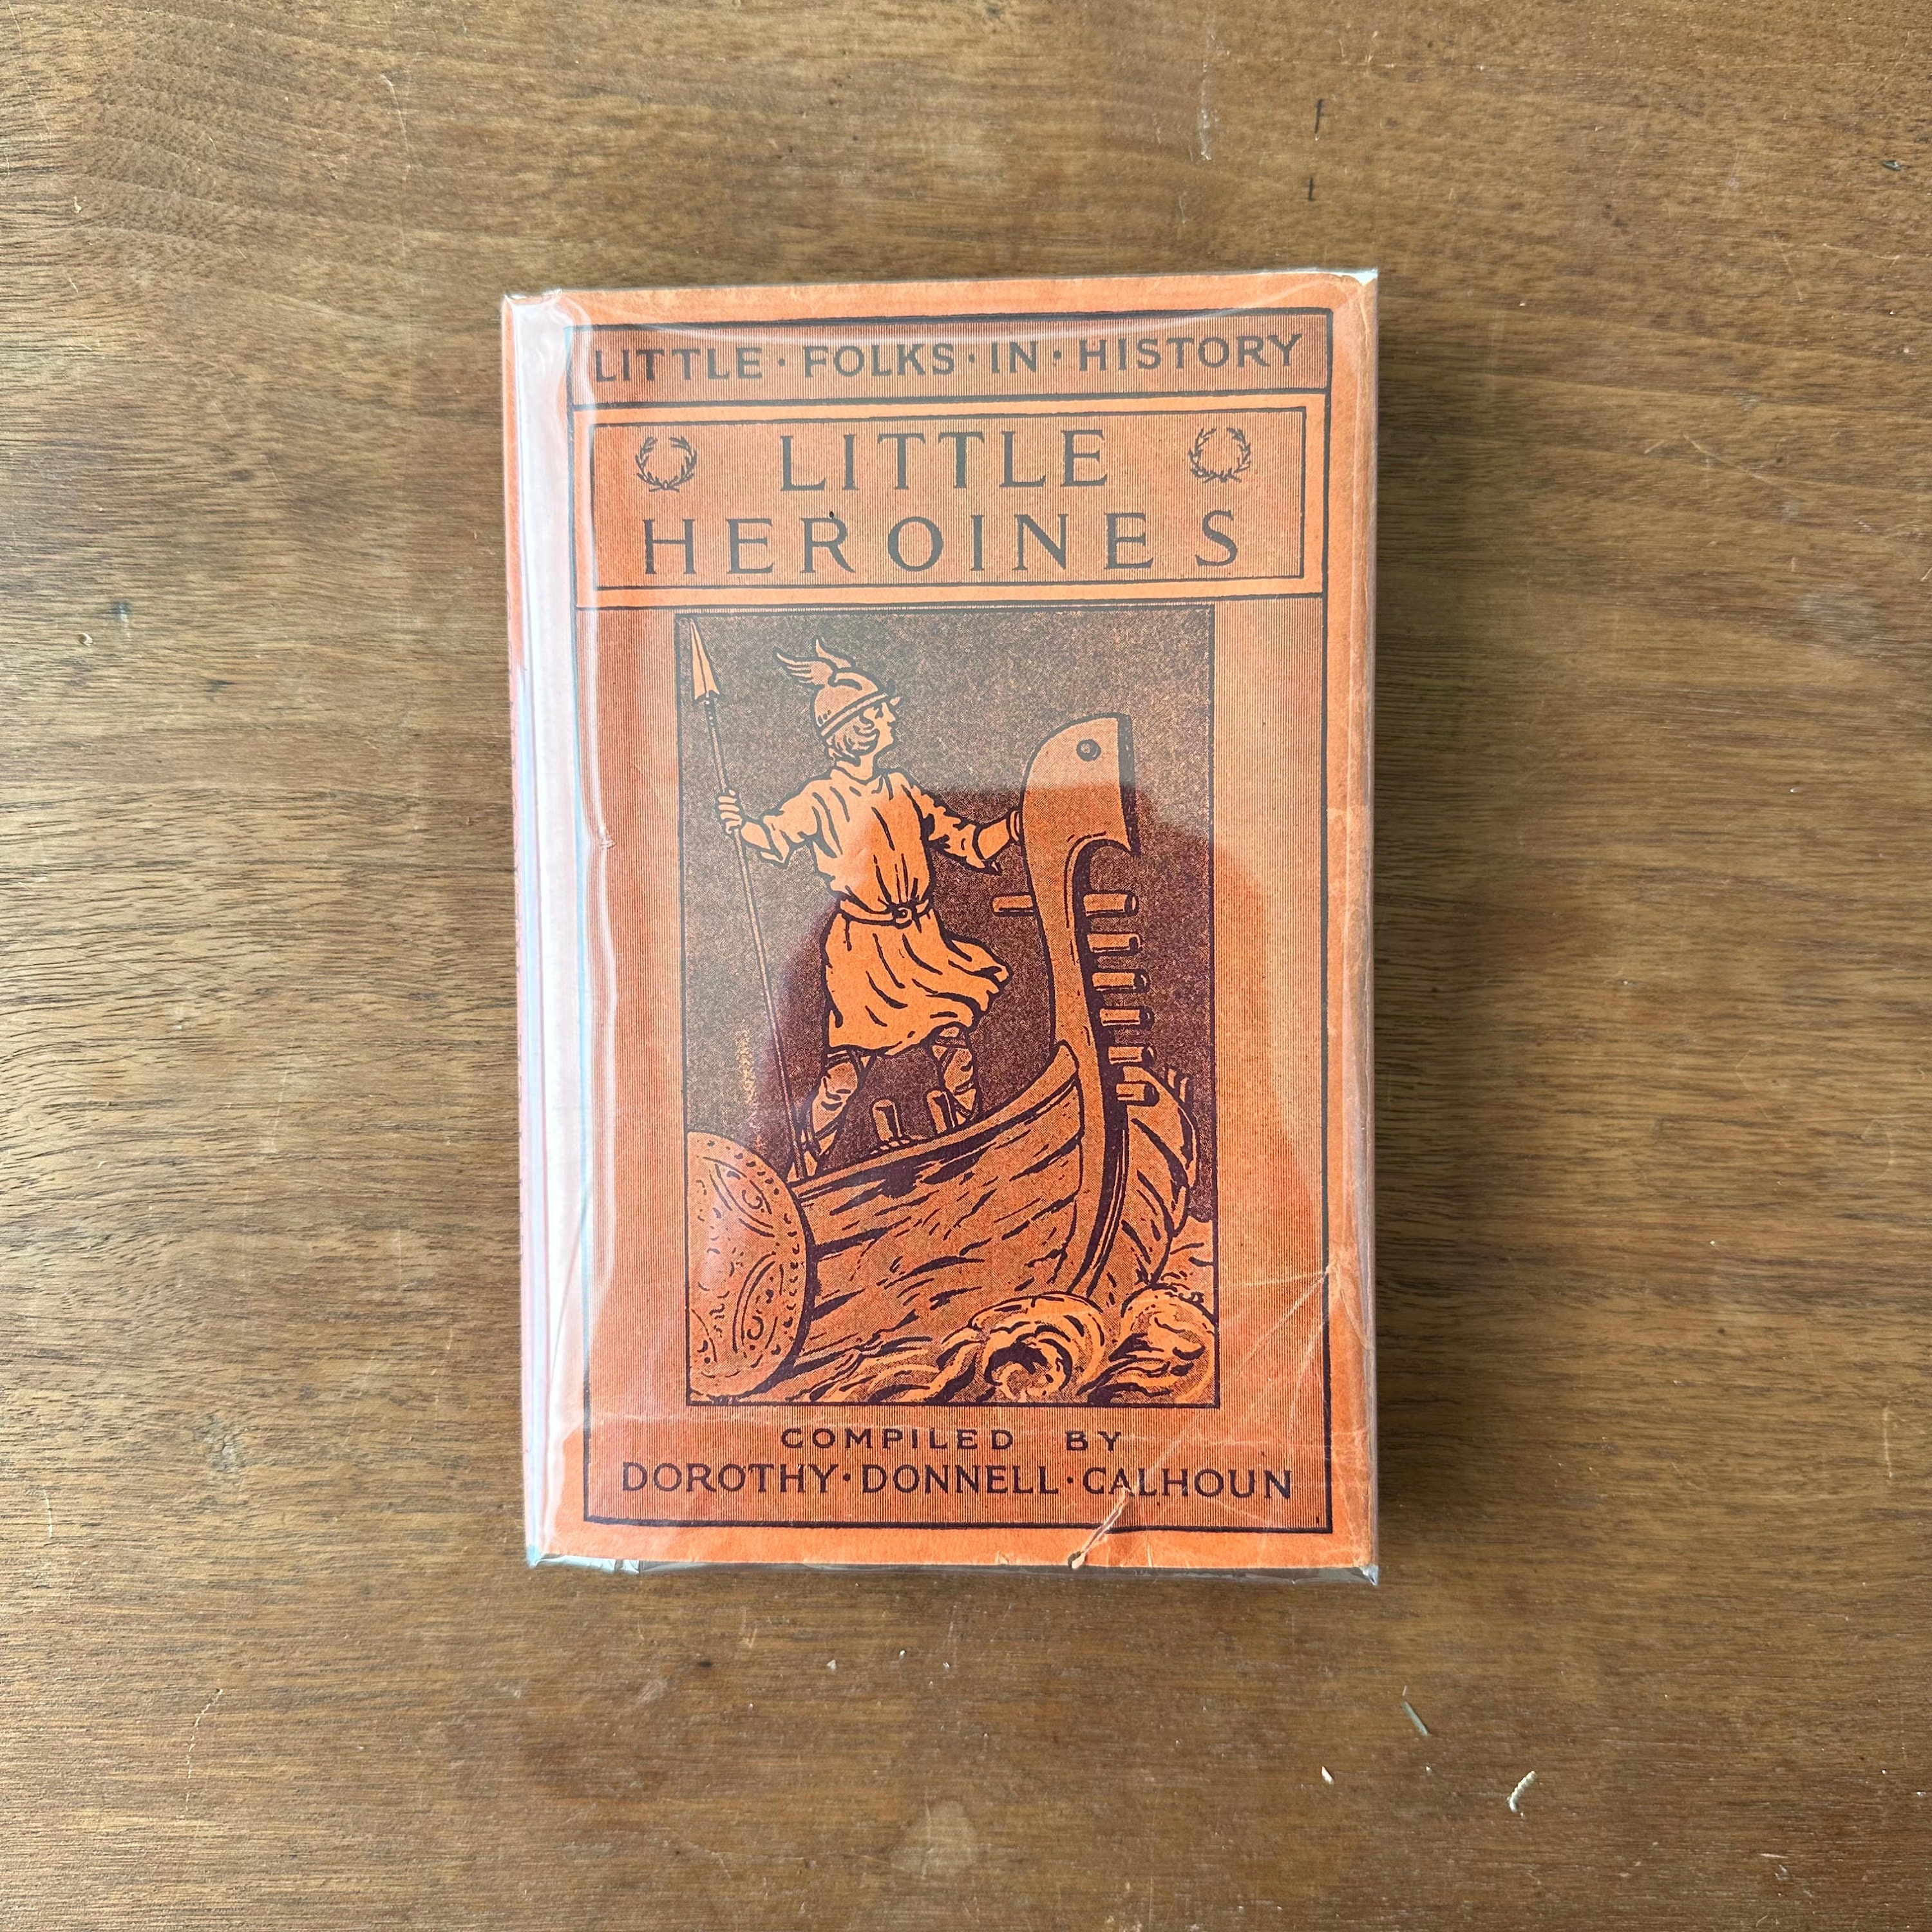 LITTLE · FOLKS · IN · HISTORY
LITTLE
HEROINES
COMPILED BY
DOROTHY · DONNELL · CALHOUN